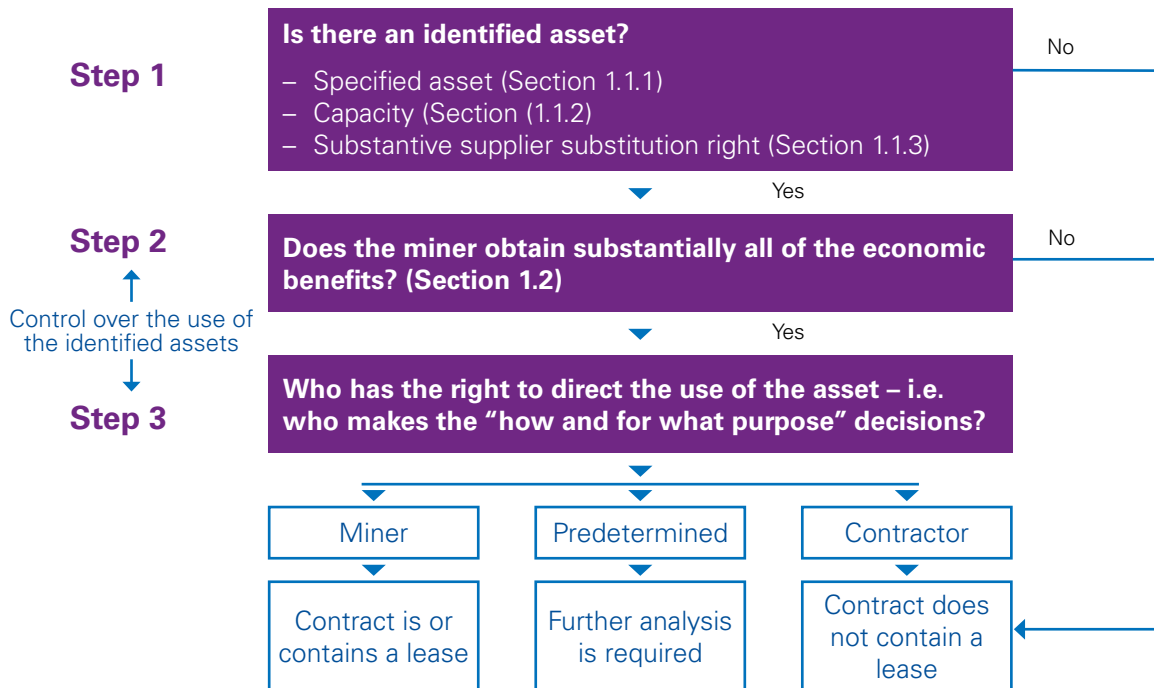 Step 1
Is there an identified asset?
– Specified asset (Section 1.1.1)
– Capacity (Section (1.1.2)
– Substantive supplier substitution right (Section 1.1.3)
No
Yes
Step 2
Does the miner obtain substantially all of the economic
benefits? (Section 1.2)
No
Control over the use of
the identified assets
Yes
Step 3
Who has the right to direct the use of the asset – i.e.
who makes the “how and for what purpose” decisions?
Miner
Predetermined
Contractor
Contract is or
contains a lease
Further analysis
is required
Contract does
not contain a
lease